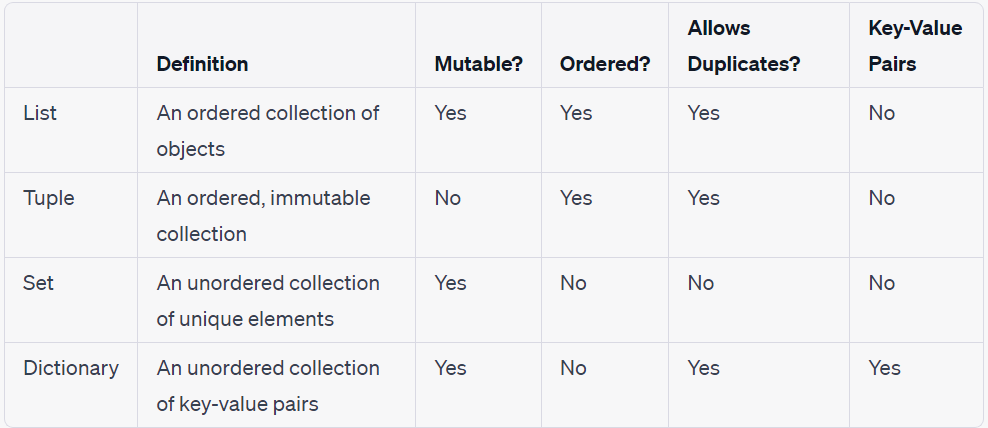 Definition Mutable? Ordered? Allows Duplicates? Key-Value Pairs
List An ordered collection of objects Yes Yes Yes No
Tuple An ordered, immutable collection No Yes Yes No
Set An unordered collection of unique elements Yes No No No
Dictionary An unordered collection of key-value pairs Yes No Yes Yes